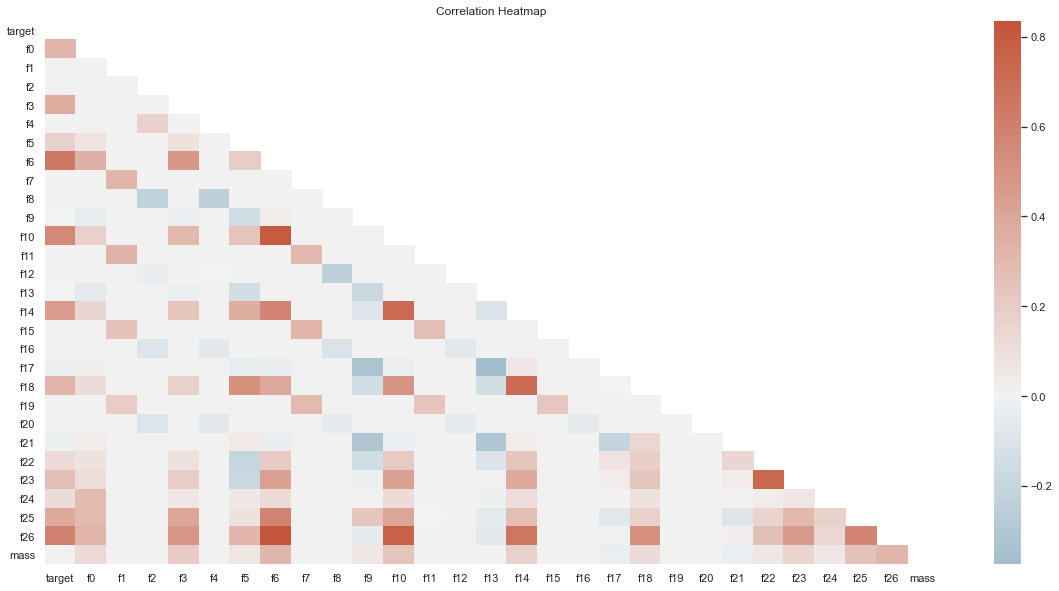 Correlation Heatmap
target
f0
f1
f2
f3
f4
f5
f6
f7
f8
f9
f10
f11
f12
f13
f14
f15
f16
f17
f18
f19
f20
f21
f22
f23
f24
f25
f26
mass
target f0 f1 f2 f3 f4 f5 f6 f7 f8 f9 f10 f11 f12 f13 f14 f15 f16 f17 f18 f19 f20 f21 f22 f23 f24 f25 f26 mass
0.8
0.6
0.4
0.2
0.0
−0.2